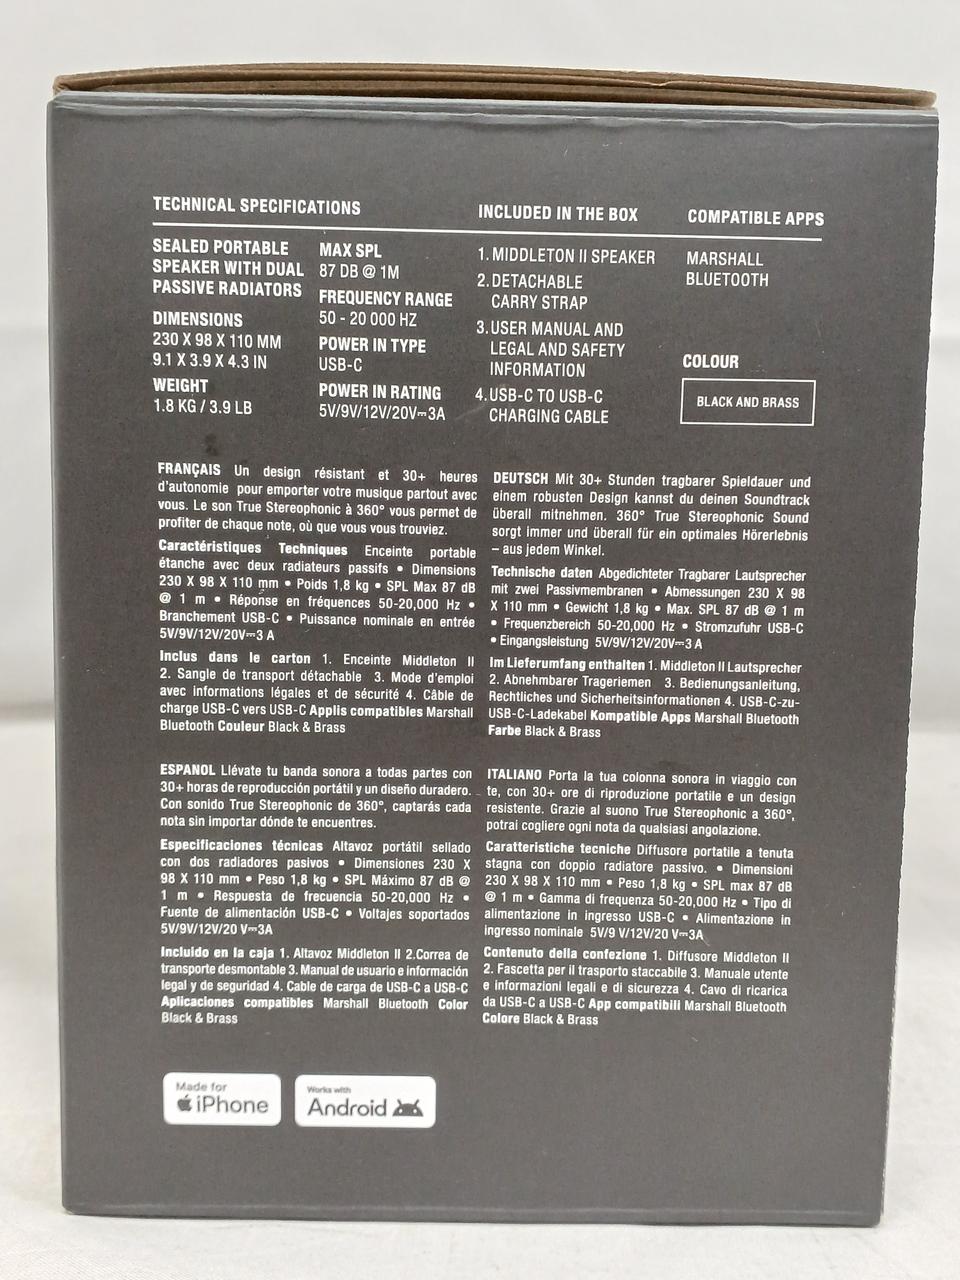 TECHNICAL SPECIFICATIONS
SEALED PORTABLE
SPEAKER WITH DUAL
PASSIVE RADIATORS
DIMENSIONS
230 X 98 X 110 MM
9.1 X 3.9 X 4.3 IN
WEIGHT
1.8 KG / 3.9 LB
MAX SPL
87 DB @ 1M
FREQUENCY RANGE
50 - 20 000 HZ
POWER IN TYPE
USB-C
POWER IN RATING
5V/9V/12V/20V⎓3A
INCLUDED IN THE BOX
1. MIDDLETON II SPEAKER
2. DETACHABLE
CARRY STRAP
3. USER MANUAL AND
LEGAL AND SAFETY
INFORMATION
4. USB-C TO USB-C
CHARGING CABLE
COMPATIBLE APPS
MARSHALL
BLUETOOTH
COLOUR
BLACK AND BRASS
FRANÇAIS Un design résistant et 30+ heures
d'autonomie pour emporter votre musique partout avec
vous. Le son True Stereophonic à 360° vous permet de
profiter de chaque note, où que vous vous trouviez.
Caractéristiques Techniques Enceinte portable
étanche avec deux radiateurs passifs • Dimensions
230 X 98 X 110 mm • Poids 1,8 kg • SPL Max 87 dB
@ 1 m • Réponse en fréquences 50-20,000 Hz •
Branchement USB-C • Puissance nominale en entrée
5V/9V/12V/20V⎓3 A
Inclus dans le carton 1. Enceinte Middleton II
2. Sangle de transport détachable 3. Mode d'emploi
avec informations légales et de sécurité 4. Câble de
charge USB-C vers USB-C Applis compatibles Marshall
Bluetooth Couleur Black & Brass
DEUTSCH Mit 30+ Stunden tragbarer Spieldauer und
einem robusten Design kannst du deinen Soundtrack
überall mitnehmen. 360° True Stereophonic Sound
sorgt immer und überall für ein optimales Hörerlebnis
– aus jedem Winkel.
Technische daten Abgedichteter Tragbarer Lautsprecher
mit zwei Passivmembranen • Abmessungen 230 X 98
X 110 mm • Gewicht 1,8 kg • Max. SPL 87 dB @ 1 m
• Frequenzbereich 50-20,000 Hz • Stromzufuhr USB-C
• Eingangsleistung 5V/9V/12V/20V⎓3 A
Im Lieferumfang enthalten 1. Middleton II Lautsprecher
2. Abnehmbarer Trageriemen 3. Bedienungsanleitung,
Rechtliches und Sicherheitsinformationen 4. USB-C-zu-
USB-C-Ladekabel Kompatible Apps Marshall Bluetooth
Farbe Black & Brass
ESPANOL Llévate tu banda sonora a todas partes con
30+ horas de reproducción portátil y un diseño duradero.
Con sonido True Stereophonic de 360°, captarás cada
nota sin importar dónde te encuentres.
Especificaciones técnicas Altavoz portátil sellado
con dos radiadores pasivos • Dimensiones 230 X
98 X 110 mm • Peso 1,8 kg • SPL Máximo 87 dB @
1 m • Respuesta de frecuencia 50-20,000 Hz •
Fuente de alimentación USB-C • Voltajes soportados
5V/9V/12V/20 V⎓3A
Incluido en la caja 1. Altavoz Middleton II 2.Correa de
transporte desmontable 3. Manual de usuario e información
legal y de seguridad 4. Cable de carga de USB-C a USB-C
Aplicaciones compatibles Marshall Bluetooth Color
Black & Brass
ITALIANO Porta la tua colonna sonora in viaggio con
te, con 30+ ore di riproduzione portatile e un design
resistente. Grazie al suono True Stereophonic a 360°,
potrai cogliere ogni nota da qualsiasi angolazione.
Caratteristiche tecniche Diffusore portatile a tenuta
stagna con doppio radiatore passivo. • Dimensioni
230 X 98 X 110 mm • Peso 1,8 kg • SPL max 87 dB
@ 1 m • Gamma di frequenza 50-20,000 Hz • Tipo di
alimentazione in ingresso USB-C • Alimentazione in
ingresso nominale 5V/9 V/12V/20 V⎓3A
Contenuto della confezione 1. Diffusore Middleton II
2. Fascetta per il trasporto staccabile 3. Manuale utente
e informazioni legali e di sicurezza 4. Cavo di ricarica
da USB-C a USB-C App compatibili Marshall Bluetooth
Colore Black & Brass
Made for
iPhone
Works with
Android